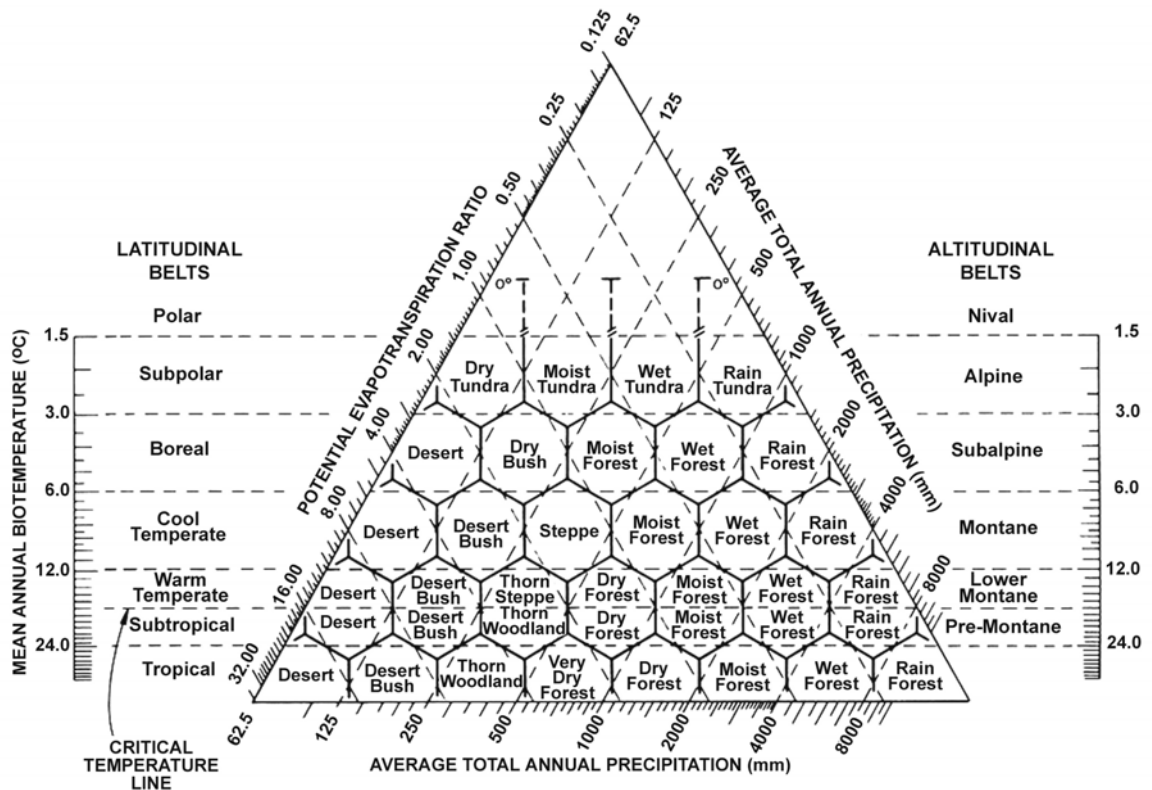 0.125
62.5
0.25
125
0.50
250
AVERAGE TOTAL ANNUAL PRECIPITATION (mm)
POTENTIAL EVAPOTRANSPIRATION RATIO
LATITUDINAL
BELTS
ALTITUDINAL
BELTS
1.00
500
0°
0°
Polar
Nival
MEAN ANNUAL BIOTEMPERATURE (°C)
1.5
1.5
2.00
1000
Subpolar
Dry
Tundra
Moist
Tundra
Wet
Tundra
Rain
Tundra
Alpine
3.0
3.0
4.00
2000
Boreal
Desert
Dry
Bush
Moist
Forest
Wet
Forest
Rain
Forest
Subalpine
6.0
6.0
8.00
4000
Cool
Temperate
Desert
Desert
Bush
Steppe
Moist
Forest
Wet
Forest
Rain
Forest
Montane
12.0
12.0
16.00
8000
Warm
Temperate
Desert
Desert
Bush
Thorn
Steppe
Dry
Forest
Moist
Forest
Wet
Forest
Rain
Forest
Lower
Montane
Subtropical
Desert
Desert
Bush
Thorn
Woodland
Dry
Forest
Moist
Forest
Wet
Forest
Rain
Forest
Pre-Montane
24.0
24.0
32.00
Tropical
Desert
Desert
Bush
Thorn
Woodland
Very
Dry
Forest
Dry
Forest
Moist
Forest
Wet
Forest
Rain
Forest
62.5
125
250
500
1000
2000
4000
8000
CRITICAL
TEMPERATURE
LINE
AVERAGE TOTAL ANNUAL PRECIPITATION (mm)